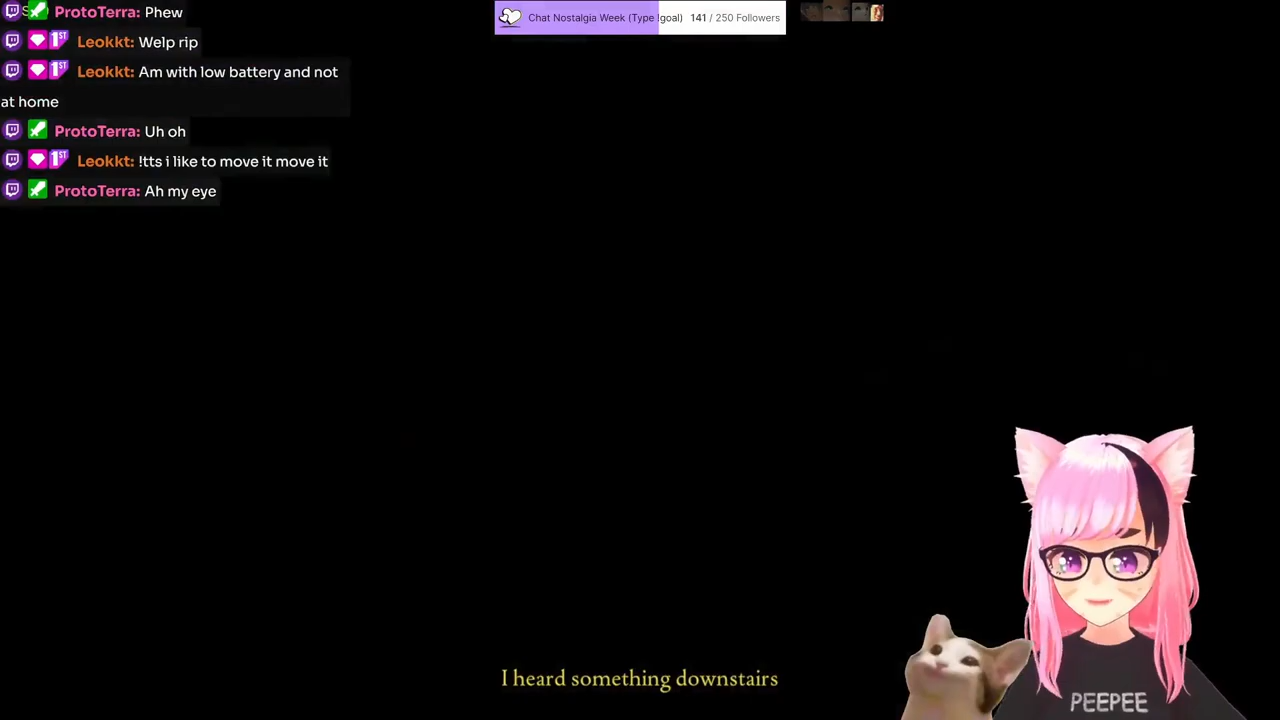 ProtoTerra: Phew
Leokkt: Welp rip
Leokkt: Am with low battery and not
at home
ProtoTerra: Uh oh
Leokkt: !tts i like to move it move it
ProtoTerra: Ah my eye
Chat Nostalgia Week (Type !goal) 141 / 250 Followers
I heard something downstairs
PEEPEE